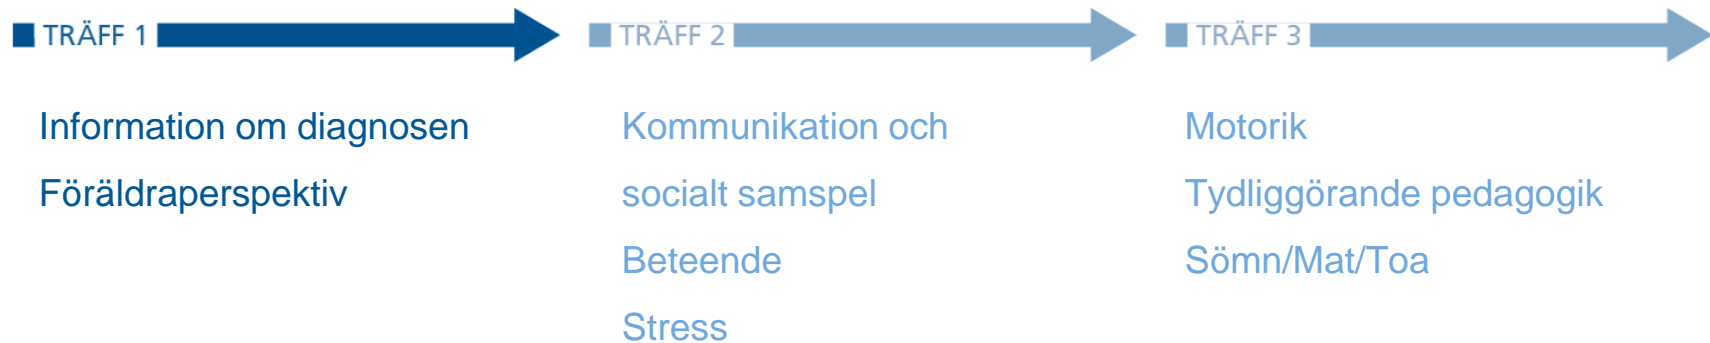 TRÄFF 1
Information om diagnosen
Föräldraperspektiv
TRÄFF 2
Kommunikation och
socialt samspel
Beteende
Stress
TRÄFF 3
Motorik
Tydliggörande pedagogik
Sömn/Mat/Toa